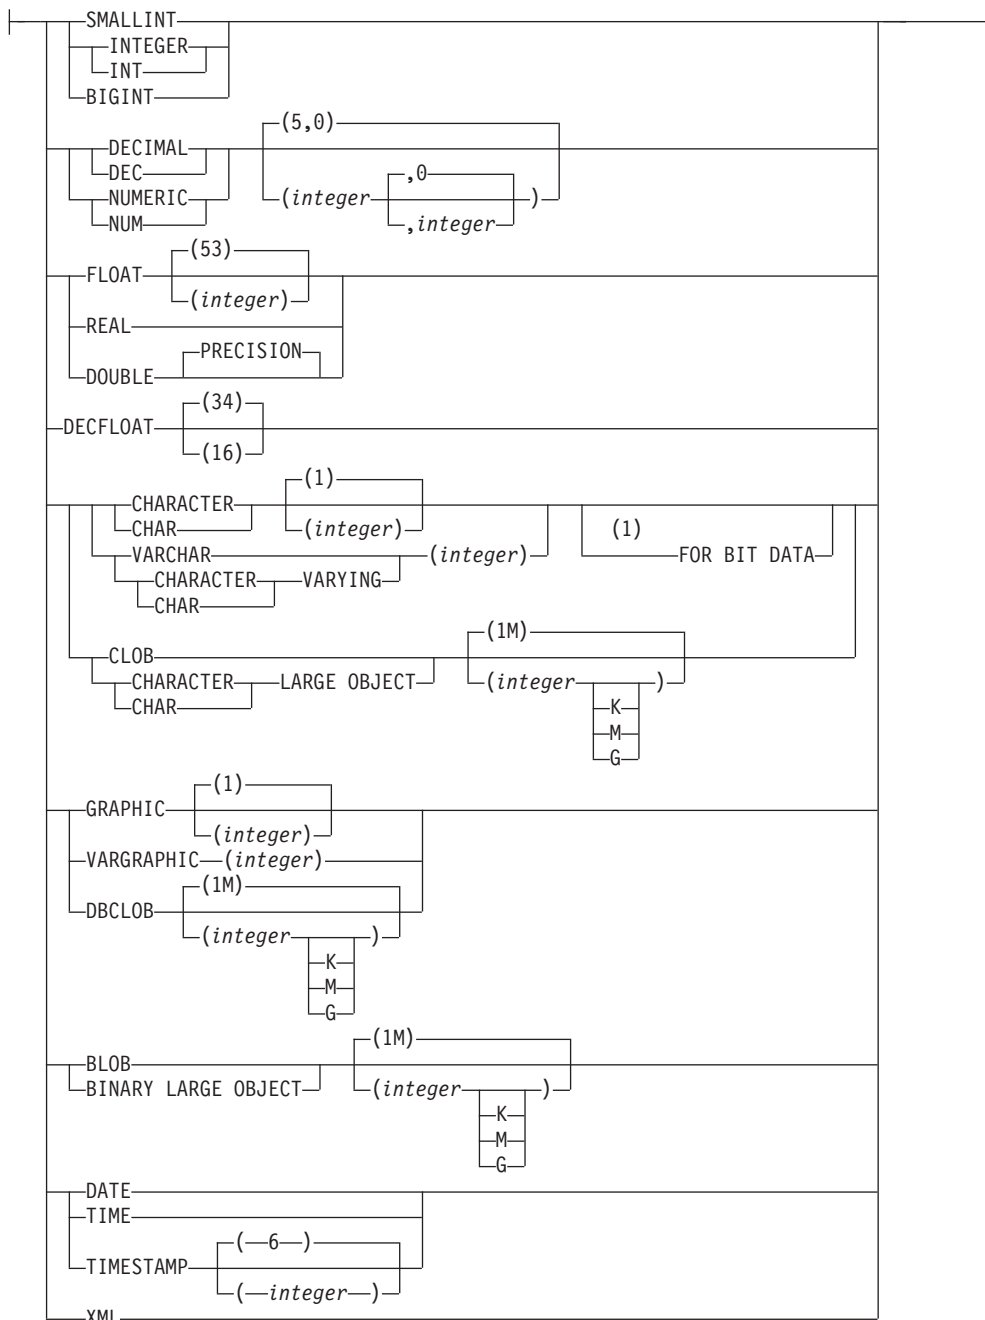 SMALLINT
INTEGER
INT
BIGINT
(5,0)
DECIMAL
DEC
,0
NUMERIC (integer )
NUM ,integer
(53)
FLOAT
(integer)
REAL
PRECISION
DOUBLE
(34)
DECFLOAT
(16)
(1)
CHARACTER
CHAR (integer) (1)
VARCHAR (integer) FOR BIT DATA
CHARACTER VARYING
CHAR
(1M)
CLOB
CHARACTER LARGE OBJECT (integer )
CHAR K
M
G
(1)
GRAPHIC
(integer)
VARGRAPHIC (integer)
(1M)
DBCLOB
(integer )
K
M
G
(1M)
BLOB
BINARY LARGE OBJECT (integer )
K
M
G
DATE
TIME
( 6 )
TIMESTAMP
( integer )
XML